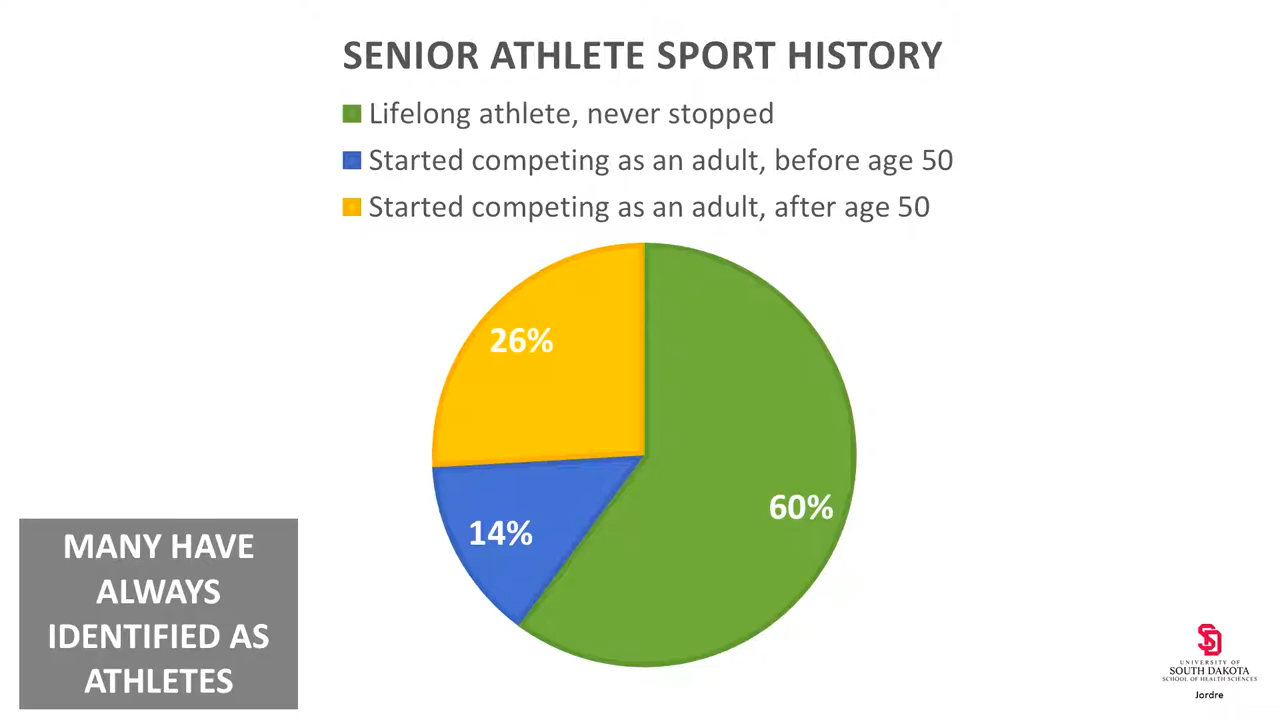 SENIOR ATHLETE SPORT HISTORY
Lifelong athlete, never stopped
Started competing as an adult, before age 50
Started competing as an adult, after age 50
26%
60%
14%
MANY HAVE
ALWAYS
IDENTIFIED AS
ATHLETES
SD
UNIVERSITY OF
SOUTH DAKOTA
SCHOOL OF HEALTH SCIENCES
Jordre